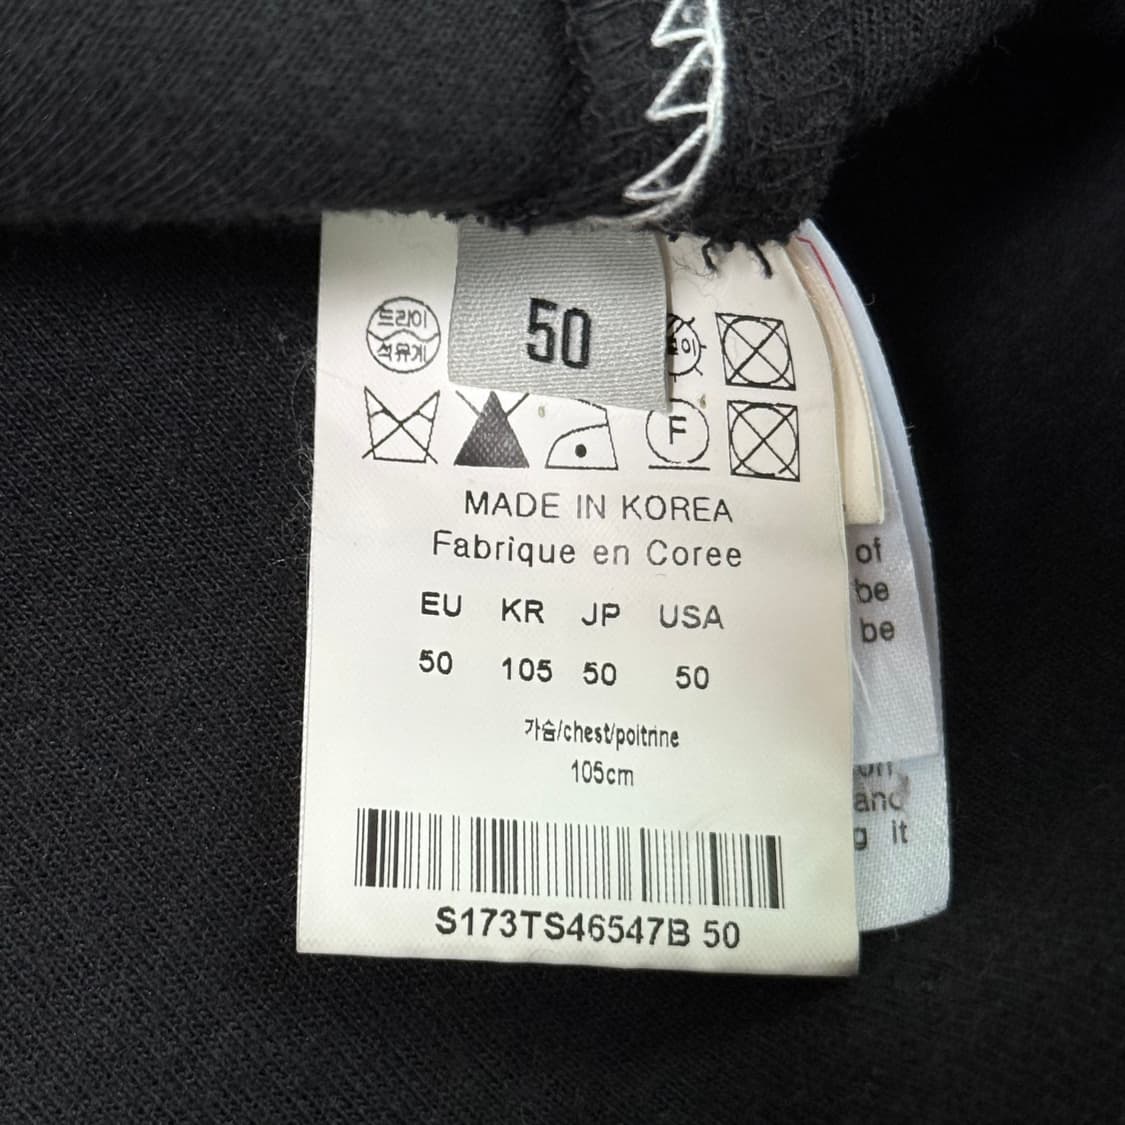 50
드라이
석유계
F
MADE IN KOREA
Fabrique en Coree
EU KR JP USA
50 105 50 50
가슴/chest/poitrine
105cm
S173TS46547B 50
of
be
be
and
it